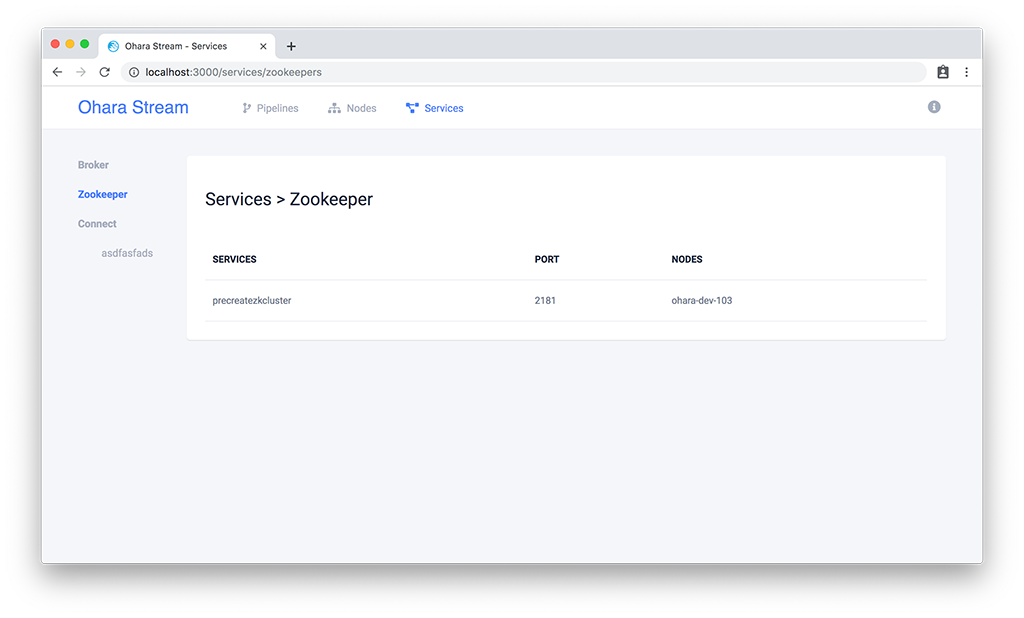 Ohara Stream - Services
localhost:3000/services/zookeepers
Ohara Stream Pipelines Nodes Services
Broker
Zookeeper
Connect
asdfasfads
Services > Zookeeper
SERVICES PORT NODES
precreatezkcluster 2181 ohara-dev-103